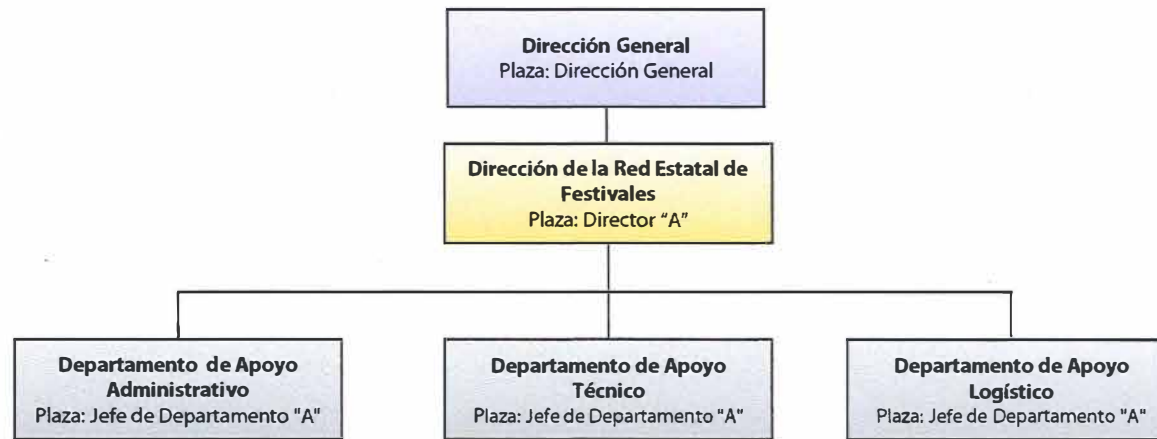 Dirección General
Plaza: Dirección General
Dirección de la Red Estatal de
Festivales
Plaza: Director “A”
Departamento de Apoyo
Administrativo
Plaza: Jefe de Departamento "A"
Departamento de Apoyo
Técnico
Plaza: Jefe de Departamento "A"
Departamento de Apoyo
Logístico
Plaza: Jefe de Departamento "A"